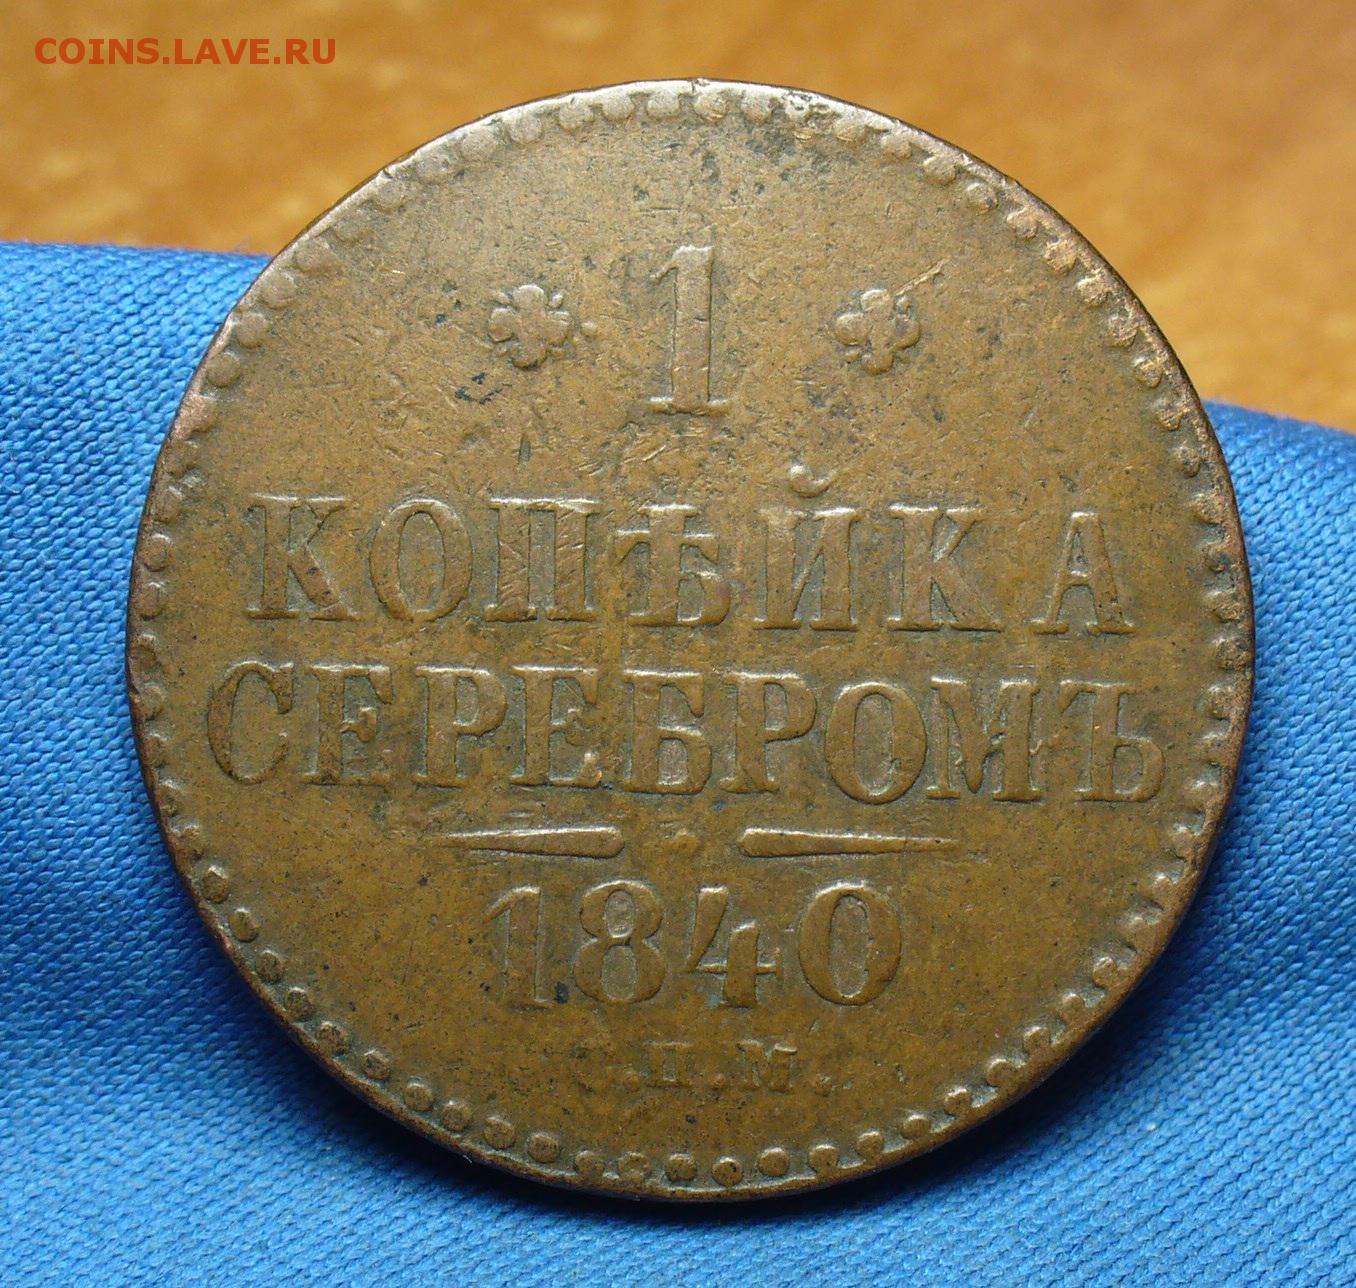 COINS.LAVE.RU
1
КОПѢЙКА
СЕРЕБРОМЪ
1840
С.П.М.